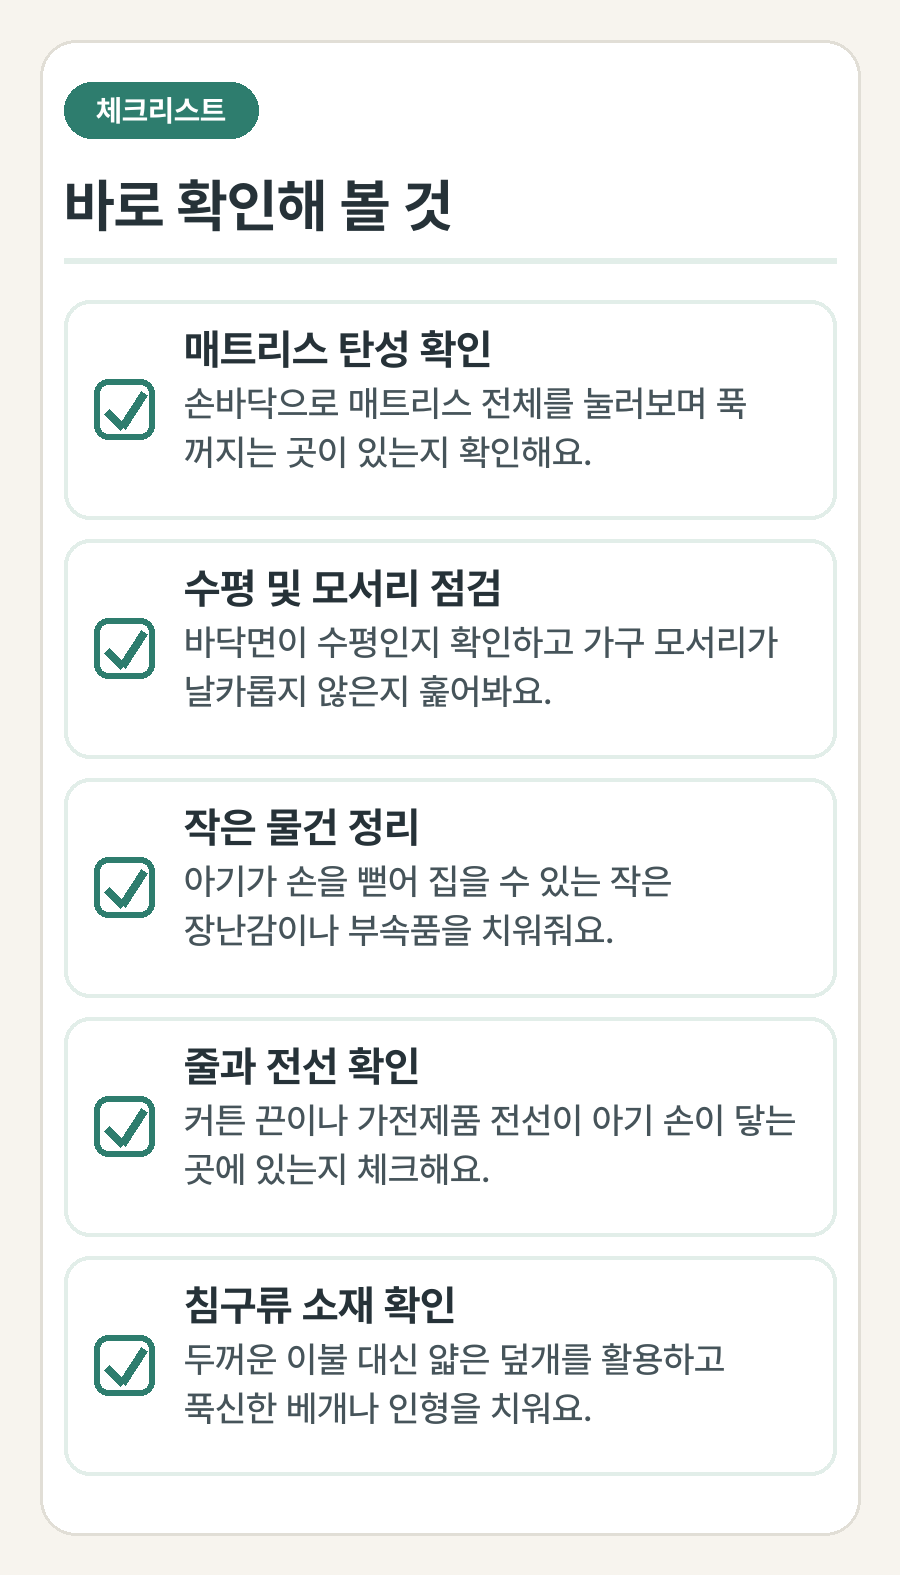 체크리스트
바로 확인해 볼 것
매트리스 탄성 확인
손바닥으로 매트리스 전체를 눌러보며 푹
꺼지는 곳이 있는지 확인해요.
수평 및 모서리 점검
바닥면이 수평인지 확인하고 가구 모서리가
날카롭지 않은지 훑어봐요.
작은 물건 정리
아기가 손을 뻗어 집을 수 있는 작은
장난감이나 부속품을 치워줘요.
줄과 전선 확인
커튼 끈이나 가전제품 전선이 아기 손이 닿는
곳에 있는지 체크해요.
침구류 소재 확인
두꺼운 이불 대신 얇은 덮개를 활용하고
푹신한 베개나 인형을 치워요.